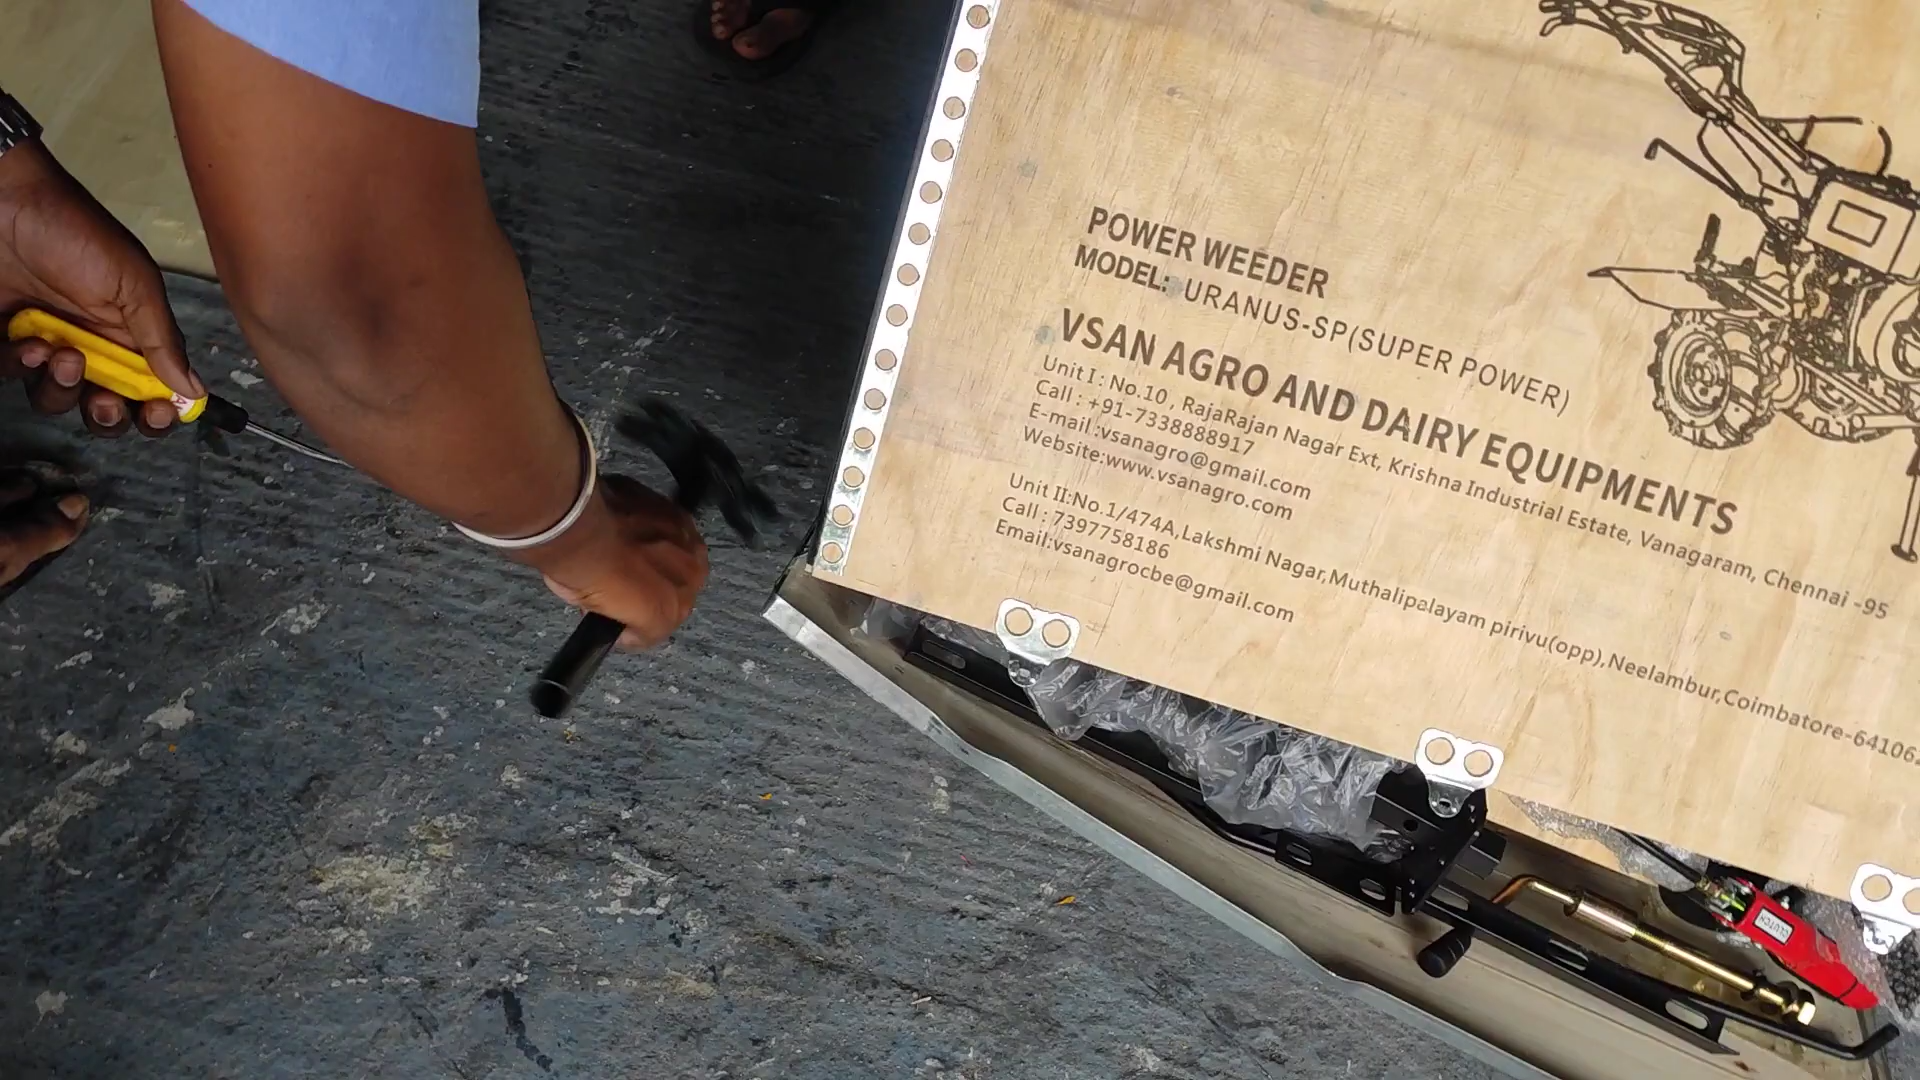 POWER WEEDER
MODEL: URANUS-SP(SUPER POWER)
VSAN AGRO AND DAIRY EQUIPMENTS
Unit I : No.10 , RajaRajan Nagar Ext, Krishna Industrial Estate, Vanagaram, Chennai -95
Call : +91-7338888917
E-mail :vsanagro@gmail.com
Website:www.vsanagro.com
Unit II:No.1/474A,Lakshmi Nagar,Muthalipalayam pirivu(opp),Neelambur,Coimbatore-641062
Call : 7397758186
Email:vsanagrocbe@gmail.com
CLUTCH